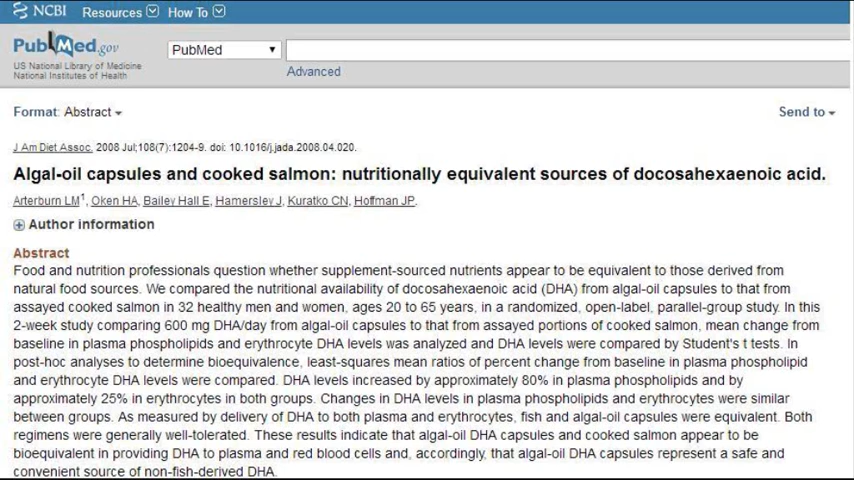 NCBI Resources How To
PubMed.gov
US National Library of Medicine
National Institutes of Health
PubMed
Advanced
Format: Abstract
Send to
J Am Diet Assoc. 2008 Jul;108(7):1204-9. doi: 10.1016/j.jada.2008.04.020.
Algal-oil capsules and cooked salmon: nutritionally equivalent sources of docosahexaenoic acid.
Arterburn LM1, Oken HA, Bailey Hall E, Hamersley J, Kuratko CN, Hoffman JP.
Author information
Abstract
Food and nutrition professionals question whether supplement-sourced nutrients appear to be equivalent to those derived from
natural food sources. We compared the nutritional availability of docosahexaenoic acid (DHA) from algal-oil capsules to that from
assayed cooked salmon in 32 healthy men and women, ages 20 to 65 years, in a randomized, open-label, parallel-group study. In this
2-week study comparing 600 mg DHA/day from algal-oil capsules to that from assayed portions of cooked salmon, mean change from
baseline in plasma phospholipids and erythrocyte DHA levels was analyzed and DHA levels were compared by Student's t tests. In
post-hoc analyses to determine bioequivalence, least-squares mean ratios of percent change from baseline in plasma phospholipid
and erythrocyte DHA levels were compared. DHA levels increased by approximately 80% in plasma phospholipids and by
approximately 25% in erythrocytes in both groups. Changes in DHA levels in plasma phospholipids and erythrocytes were similar
between groups. As measured by delivery of DHA to both plasma and erythrocytes, fish and algal-oil capsules were equivalent. Both
regimens were generally well-tolerated. These results indicate that algal-oil DHA capsules and cooked salmon appear to be
bioequivalent in providing DHA to plasma and red blood cells and, accordingly, that algal-oil DHA capsules represent a safe and
convenient source of non-fish-derived DHA.